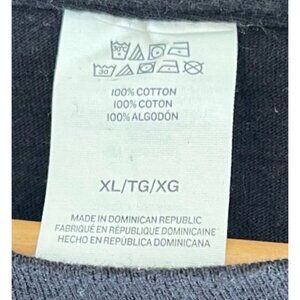 100% COTTON
100% COTON
100% ALGODÓN
XL/TG/XG
MADE IN DOMINICAN REPUBLIC
FABRIQUÉ EN RÉPUBLIQUE DOMINICAINE
HECHO EN REPÚBLICA DOMINICANA